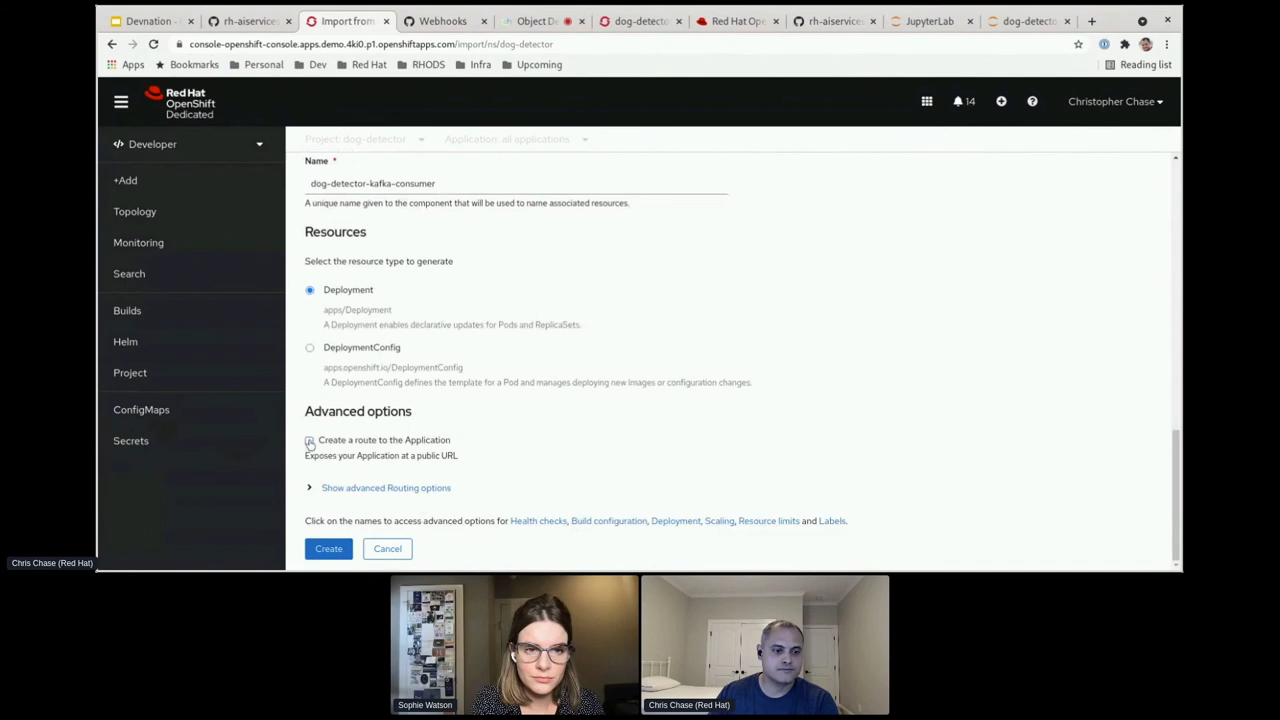 Devnation -
rh-aiservices
Import from
Webhooks
Object De
dog-detector
Red Hat Ope
rh-aiservices
JupyterLab
dog-detecto
console-openshift-console.apps.demo.4ki0.p1.openshiftapps.com/import/ns/dog-detector
Apps
Bookmarks
Personal
Dev
Red Hat
RHODS
Infra
Upcoming
Reading list
Red Hat
OpenShift
Dedicated
14
Christopher Chase
Developer
+Add
Topology
Monitoring
Search
Builds
Helm
Project
ConfigMaps
Secrets
Project: dog-detector
Application: all applications
Name *
dog-detector-kafka-consumer
A unique name given to the component that will be used to name associated resources.
Resources
Select the resource type to generate
Deployment
apps/Deployment
A Deployment enables declarative updates for Pods and ReplicaSets.
DeploymentConfig
apps.openshift.io/DeploymentConfig
A DeploymentConfig defines the template for a Pod and manages deploying new images or configuration changes.
Advanced options
Create a route to the Application
Exposes your Application at a public URL
Show advanced Routing options
Click on the names to access advanced options for Health checks, Build configuration, Deployment, Scaling, Resource limits and Labels.
Create
Cancel
Chris Chase (Red Hat)
Sophie Watson
Chris Chase (Red Hat)